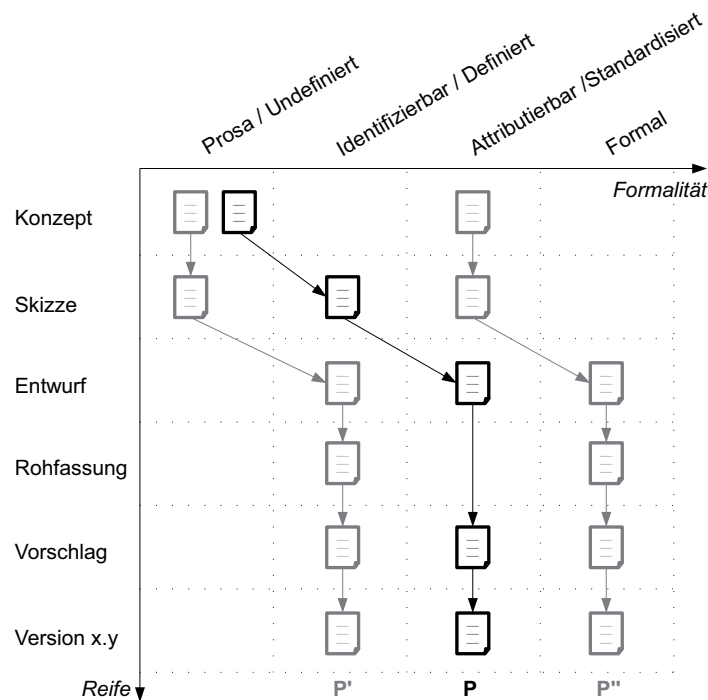 Prosa / Undefiniert
Identifizierbar / Definiert
Attributierbar /Standardisiert
Formal
Formalität
Konzept
Skizze
Entwurf
Rohfassung
Vorschlag
Version x.y
Reife
P'
P
P"